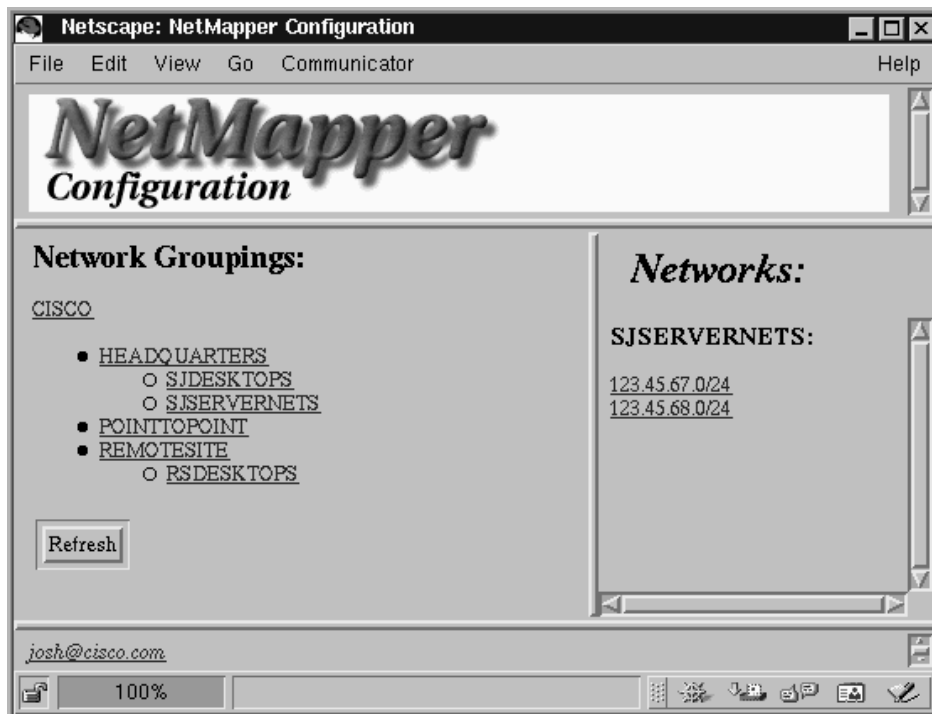 Netscape: NetMapper Configuration
File Edit View Go Communicator Help
NetMapper
Configuration
Network Groupings:
CISCO
HEADQUARTERS
SJDESKTOPS
SJSERVERNETS
POINTTOPOINT
REMOTESITE
RSDESKTOPS
Refresh
Networks:
SJSERVERNETS:
123.45.67.0/24
123.45.68.0/24
josh@cisco.com
100%